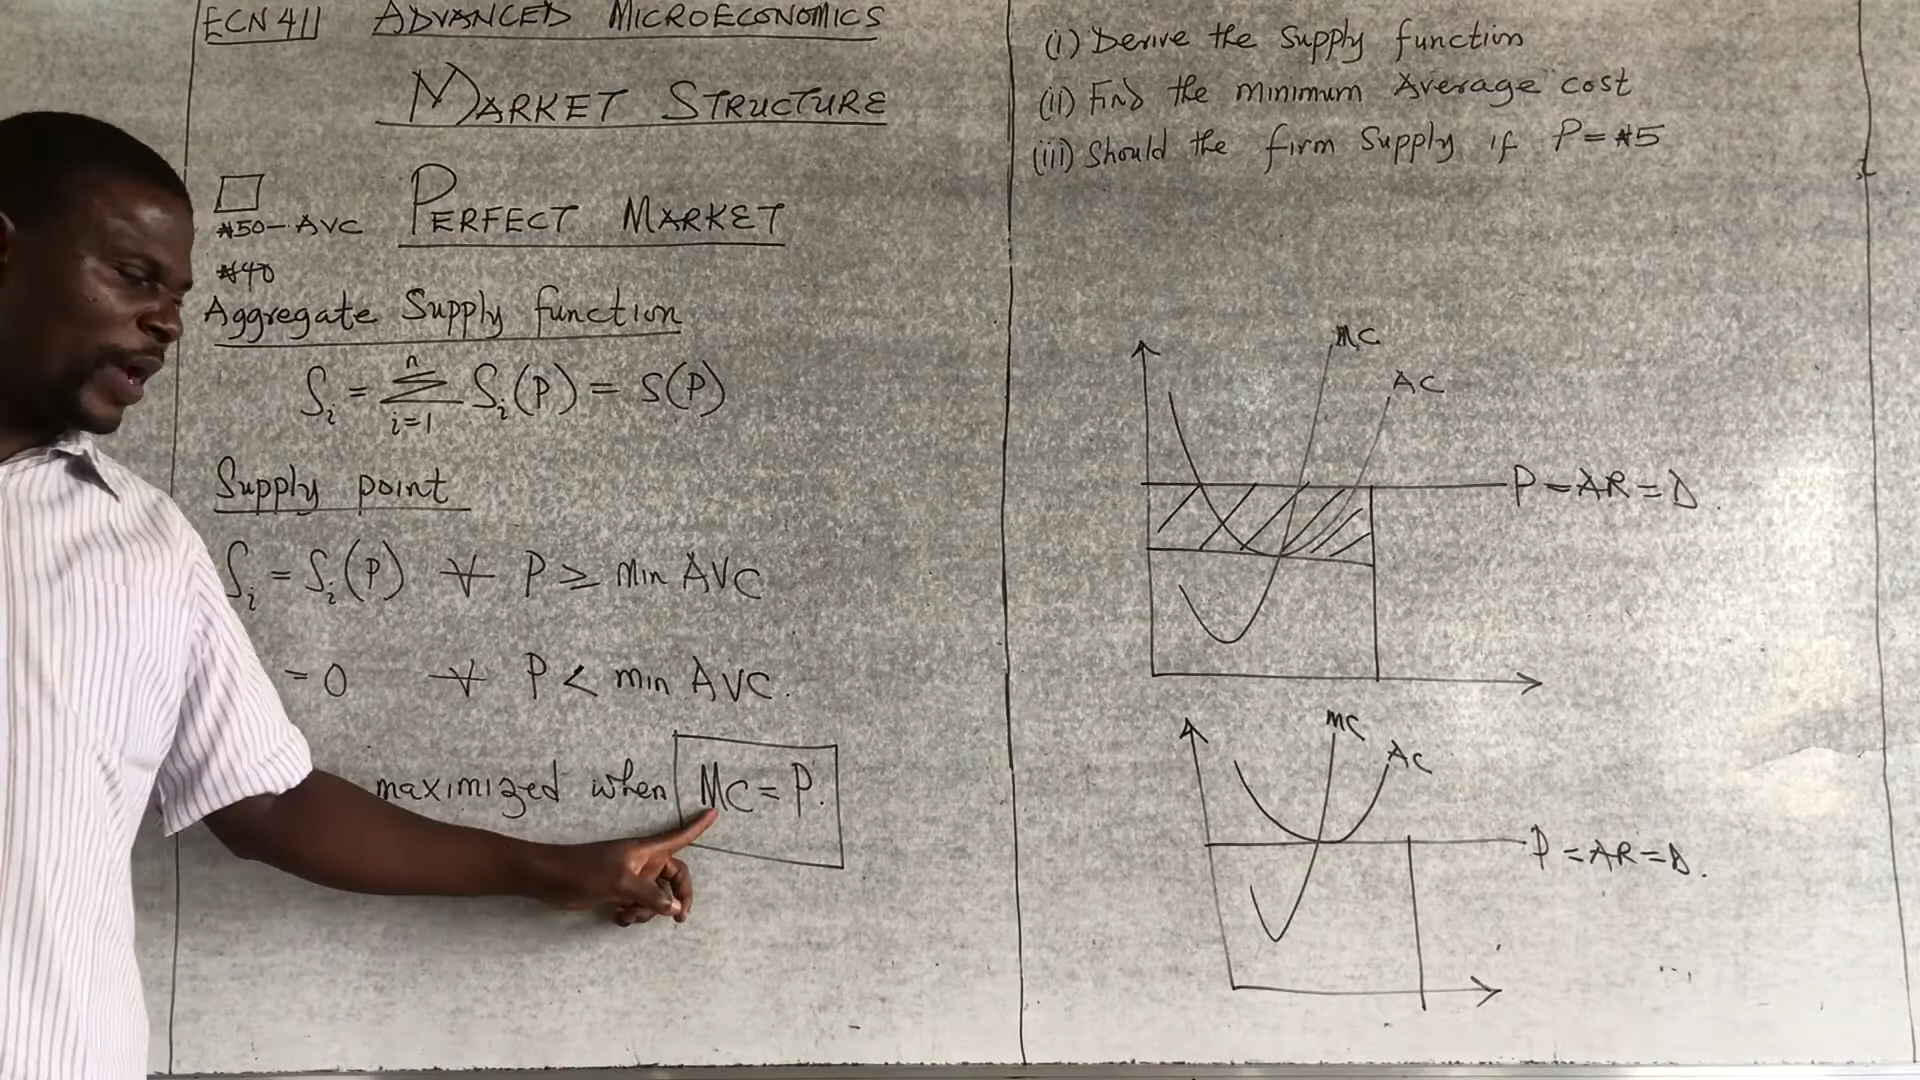 ECN 411 ADVANCED MICROECONOMICS
MARKET STRUCTURE
₦50 - AVC PERFECT MARKET
₦40
Aggregate Supply function
Si = n Σ i=1 Si(P) = S(P)
Supply point
Si = Si(P) ∀ P ≥ min AVC
= 0 ∀ P < min AVC.
maximized when MC = P.
(i) Derive the supply function
(ii) Find the minimum Average cost
(iii) Should the firm supply if P = ₦5
MC
AC
P = AR = D.
MC
AC
P = AR = D.